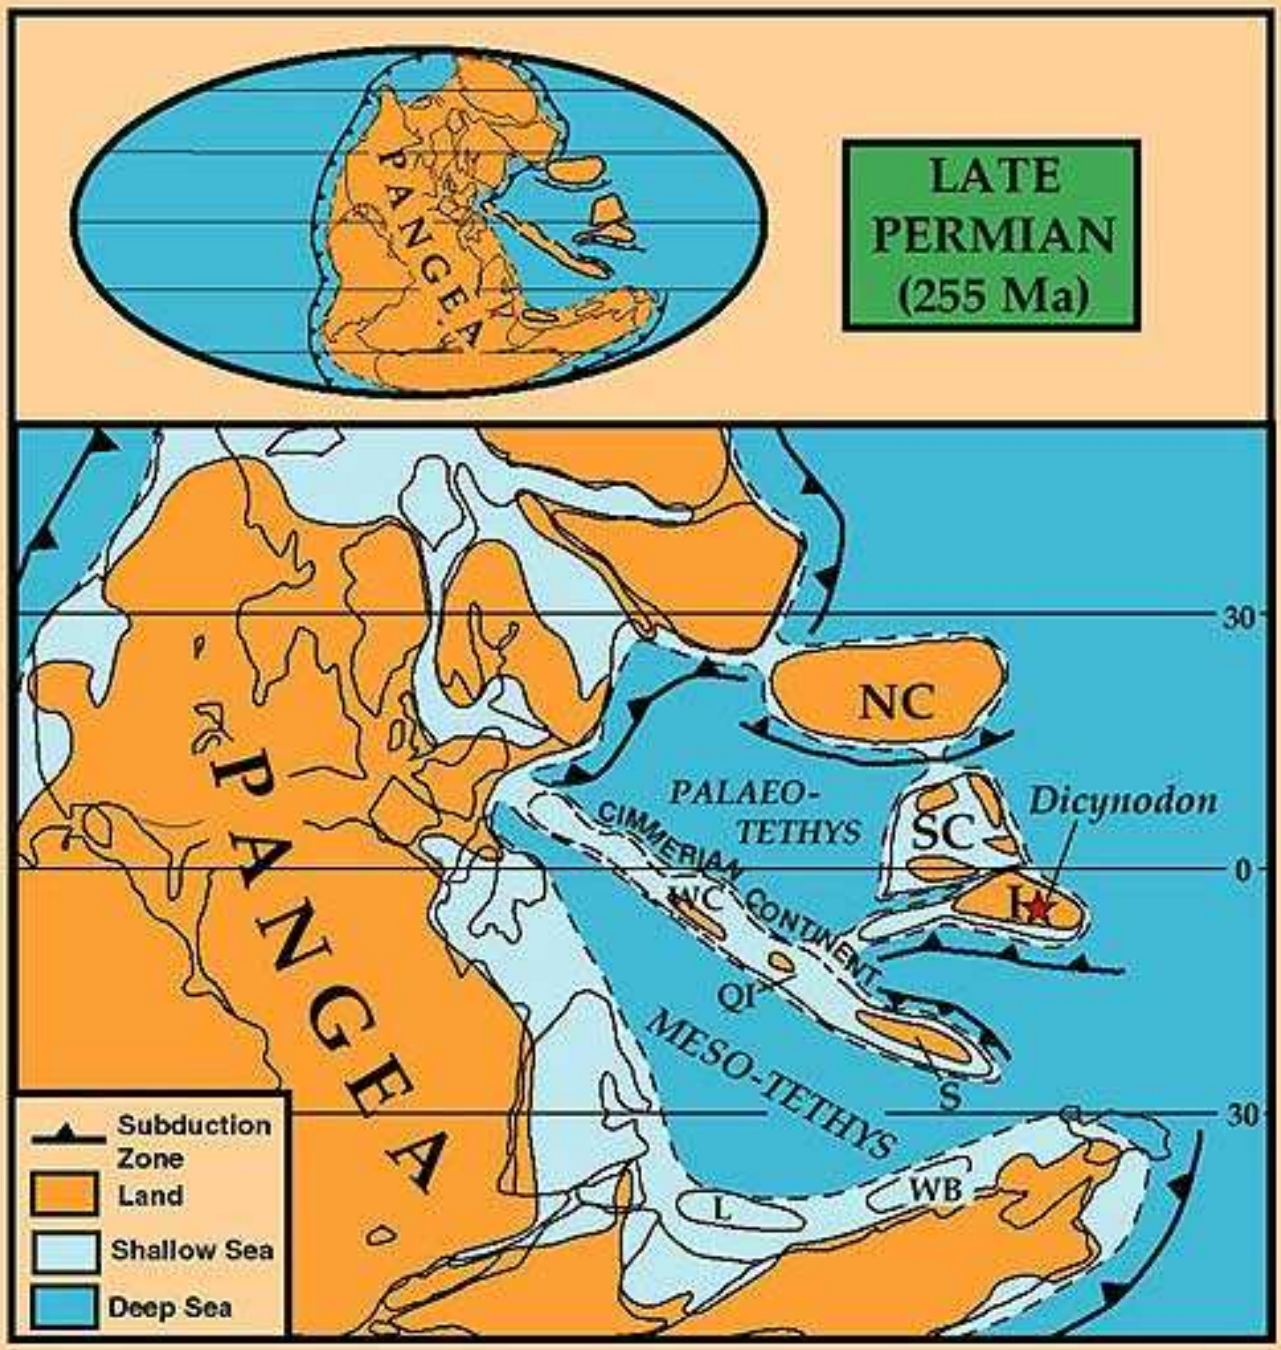 PANGEA
LATE
PERMIAN
(255 Ma)
30
NC
PALAEO-
TETHYS
Dicynodon
SC
CIMMERIAN CONTINENT
0
WC
I
QI
PANGEA
MESO-TETHYS
S
30
WB
L
Subduction
Zone
Land
Shallow Sea
Deep Sea